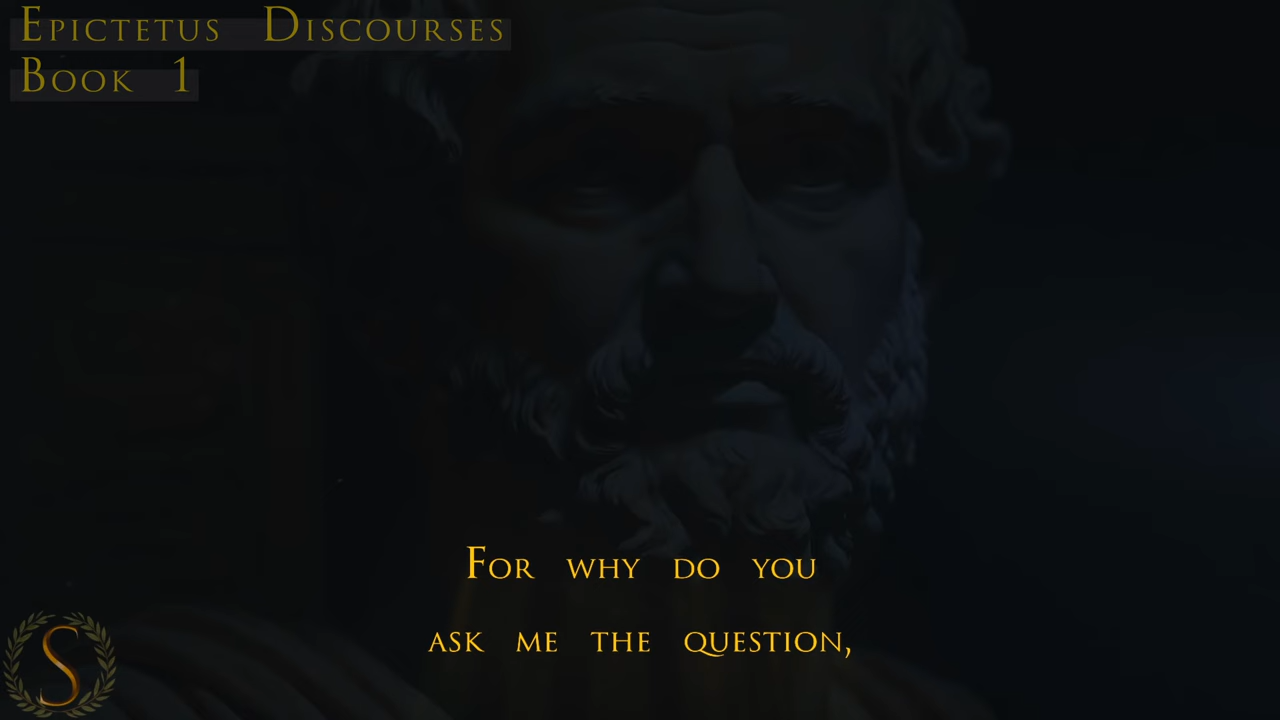 Epictetus Discourses
Book 1
For why do you
ask me the question,
S